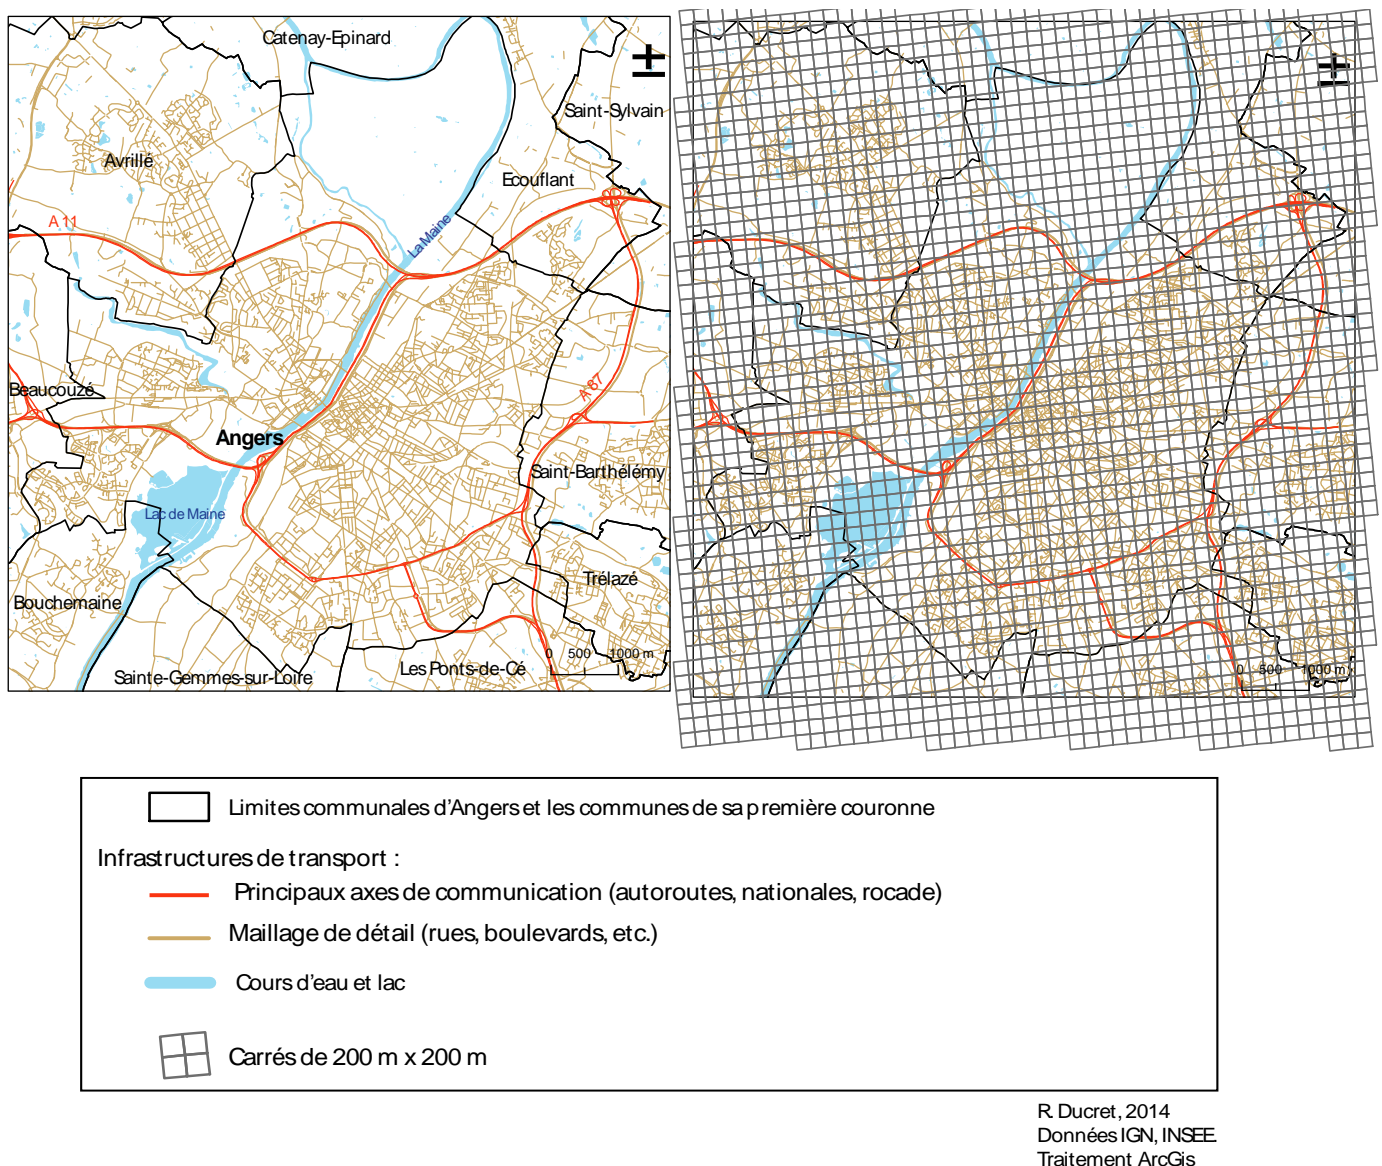 Catenay-Epinard
Saint-Sylvain
Avrillé
Ecouflant
A 11
La Maine
Beaucouzé
A 87
Angers
Saint-Barthélémy
Lac de Maine
Trélazé
Bouchemaine
0 500 1000 m
Les Ponts-de-Cé
Sainte-Gemmes-sur-Loire
0 500 1000 m
Limites communales d'Angers et les communes de sa première couronne
Infrastructures de transport :
Principaux axes de communication (autoroutes, nationales, rocade)
Maillage de détail (rues, boulevards, etc.)
Cours d'eau et lac
Carrés de 200 m x 200 m
R. Ducret, 2014
Données IGN, INSEE.
Traitement ArcGis